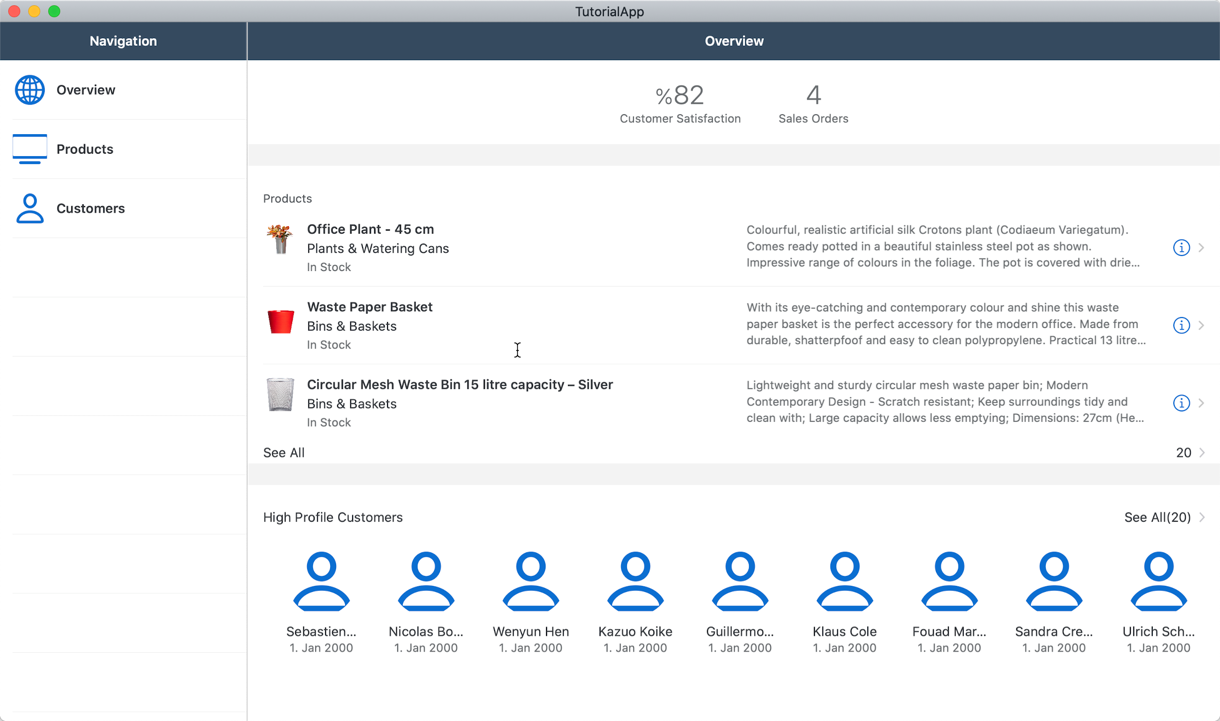 TutorialApp
Navigation
Overview
Overview
Products
Customers
%82
Customer Satisfaction
4
Sales Orders
Products
Office Plant - 45 cm
Plants & Watering Cans
In Stock
Colourful, realistic artificial silk Crotons plant (Codiaeum Variegatum).
Comes ready potted in a beautiful stainless steel pot as shown.
Impressive range of colours in the foliage. The pot is covered with drie...
Waste Paper Basket
Bins & Baskets
In Stock
With its eye-catching and contemporary colour and shine this waste
paper basket is the perfect accessory for the modern office. Made from
durable, shatterpfoof and easy to clean polypropylene. Practical 13 litre...
Circular Mesh Waste Bin 15 litre capacity – Silver
Bins & Baskets
In Stock
Lightweight and sturdy circular mesh waste paper bin; Modern
Contemporary Design - Scratch resistant; Keep surroundings tidy and
clean with; Large capacity allows less emptying; Dimensions: 27cm (He...
See All
20
High Profile Customers
See All(20)
Sebastien...
1. Jan 2000
Nicolas Bo...
1. Jan 2000
Wenyun Hen
1. Jan 2000
Kazuo Koike
1. Jan 2000
Guillermo...
1. Jan 2000
Klaus Cole
1. Jan 2000
Fouad Mar...
1. Jan 2000
Sandra Cre...
1. Jan 2000
Ulrich Sch...
1. Jan 2000